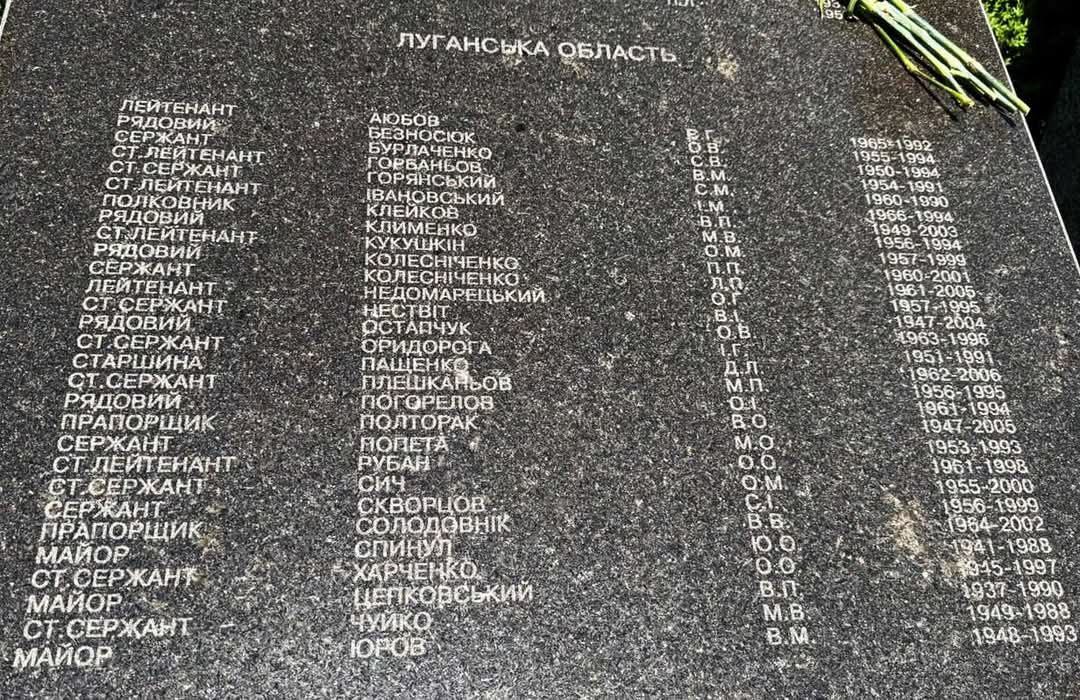 ЛУГАНСЬКА ОБЛАСТЬ
ЛЕЙТЕНАНТ АЮБОВ В.Г. 1965-1992
РЯДОВИЙ БЕЗНОСЮК О.В. 1955-1994
СЕРЖАНТ БУРЛАЧЕНКО С.В. 1950-1994
СТ.ЛЕЙТЕНАНТ ГОРБАНЬОВ В.М. 1954-1991
СТ.СЕРЖАНТ ГОРЯНСЬКИЙ С.М. 1960-1990
СТ.ЛЕЙТЕНАНТ ІВАНОВСЬКИЙ І.М. 1966-1994
ПОЛКОВНИК КЛЕЙКОВ В.П. 1949-2003
РЯДОВИЙ КЛИМЕНКО М.В. 1956-1994
СТ.ЛЕЙТЕНАНТ КУКУШКІН О.М. 1957-1999
РЯДОВИЙ КОЛЕСНІЧЕНКО П.П. 1960-2001
СЕРЖАНТ КОЛЕСНІЧЕНКО Л.П. 1961-2005
ЛЕЙТЕНАНТ НЕДОМАРЕЦЬКИЙ О.Г. 1957-1995
СТ.СЕРЖАНТ НЕСТВІТ В.І. 1947-2004
РЯДОВИЙ ОСТАПЧУК О.В. 1963-1996
СТ.СЕРЖАНТ ОРИДОРОГА І.Г. 1951-1991
СТАРШИНА ПАЩЕНКО Д.Л. 1962-2006
СТ.СЕРЖАНТ ПЛЕШКАНЬОВ М.П. 1956-1995
РЯДОВИЙ ПОГОРЕЛОВ О.І. 1961-1994
ПРАПОРЩИК ПОЛТОРАК В.О. 1947-2005
СЕРЖАНТ ПОПЕТА М.О. 1953-1993
СТ.ЛЕЙТЕНАНТ РУБАН О.О. 1961-1998
СТ.СЕРЖАНТ СИЧ О.М. 1955-2000
СЕРЖАНТ СКВОРЦОВ С.І. 1956-1999
ПРАПОРЩИК СОЛОДОВНІК В.В. 1964-2002
МАЙОР СПИНУЛ Ю.О. 1941-1988
СТ.СЕРЖАНТ ХАРЧЕНКО О.О. 1945-1997
МАЙОР ЦЕПКОВСЬКИЙ В.П. 1937-1990
СТ.СЕРЖАНТ ЧУЙКО М.В. 1949-1988
МАЙОР ЮРОВ В.М. 1948-1993